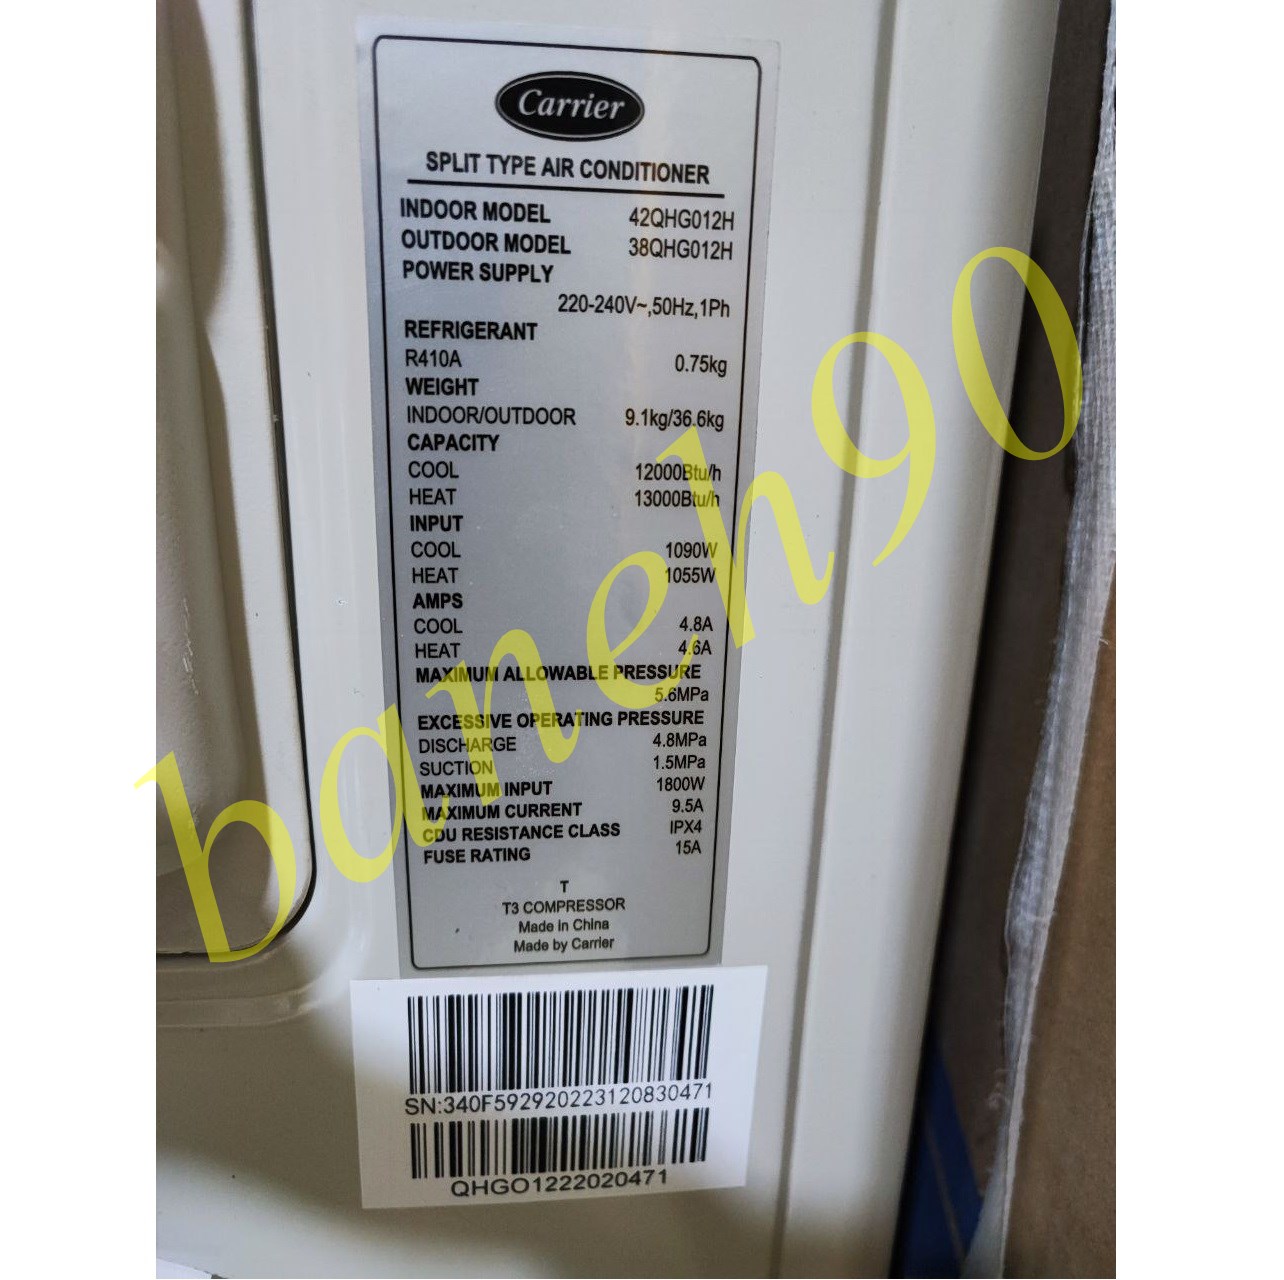 Carrier
SPLIT TYPE AIR CONDITIONER
INDOOR MODEL 42QHG012H
OUTDOOR MODEL 38QHG012H
POWER SUPPLY
220-240V~,50Hz,1Ph
REFRIGERANT
R410A 0.75kg
WEIGHT
INDOOR/OUTDOOR 9.1kg/36.6kg
CAPACITY
COOL 12000Btu/h
HEAT 13000Btu/h
INPUT
COOL 1090W
HEAT 1055W
AMPS
COOL 4.8A
HEAT 4.6A
MAXIMUM ALLOWABLE PRESSURE
5.6MPa
EXCESSIVE OPERATING PRESSURE
DISCHARGE 4.8MPa
SUCTION 1.5MPa
MAXIMUM INPUT 1800W
MAXIMUM CURRENT 9.5A
CDU RESISTANCE CLASS IPX4
FUSE RATING 15A
T
T3 COMPRESSOR
Made in China
Made by Carrier
SN:340F592920223120830471
QHGO1222020471
baneh90